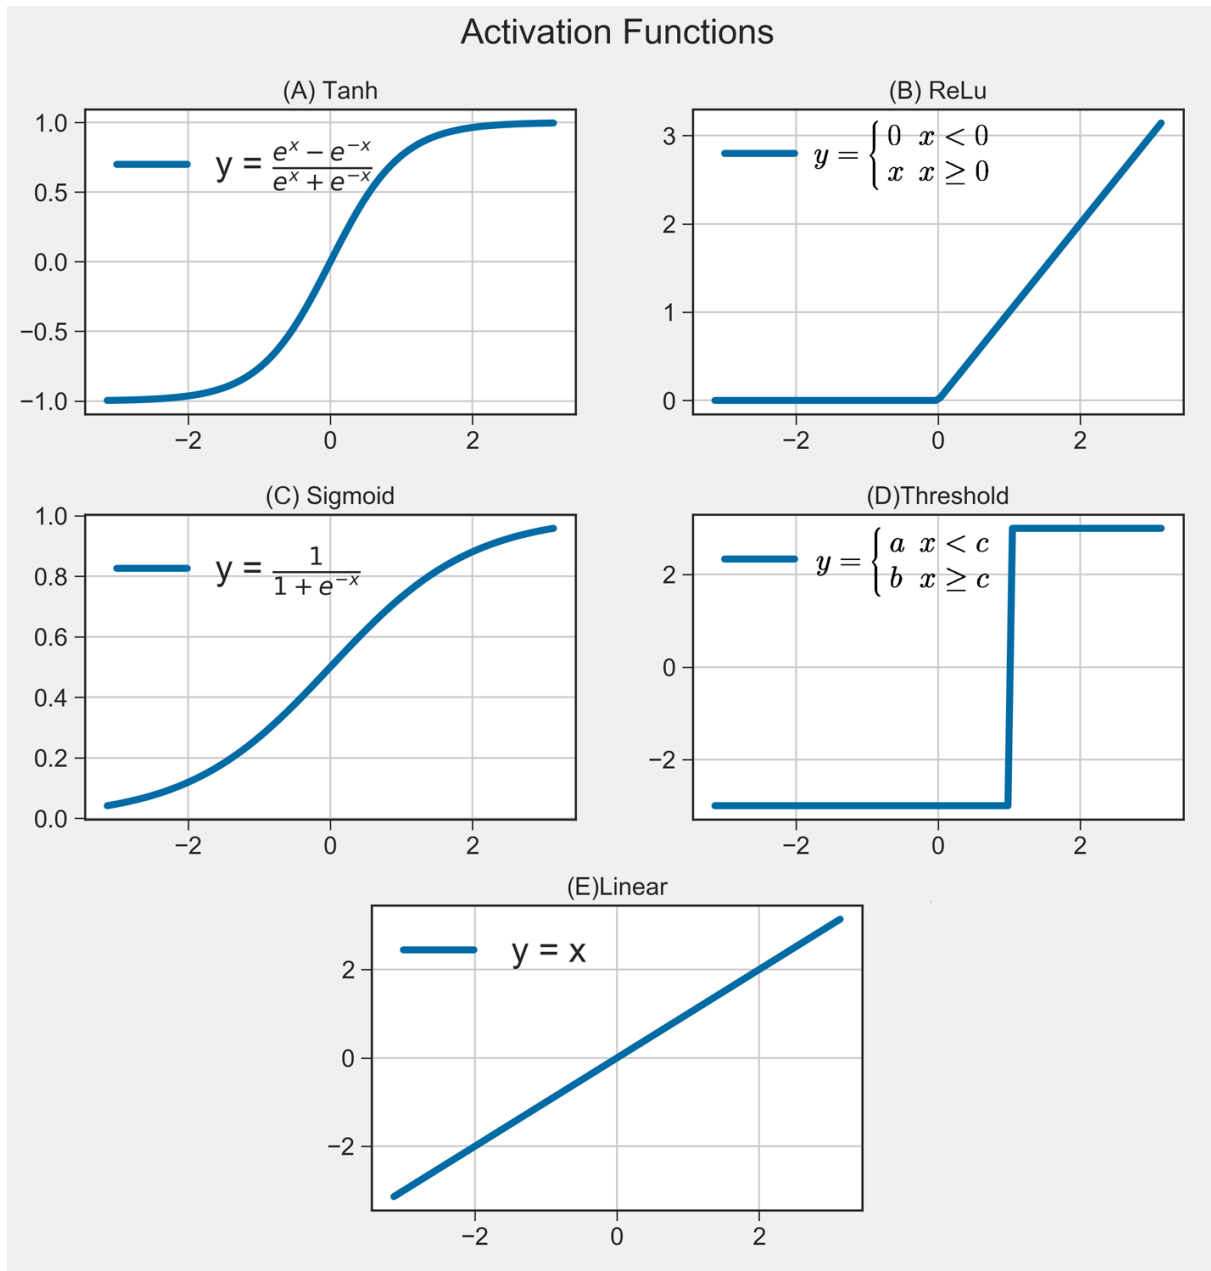 Activation Functions
(A) Tanh
1.0
0.5
0.0
−0.5
−1.0
y = \frac{e^x − e^{−x}}{e^x + e^{−x}}
−2 0 2
(B) ReLu
3
2
1
0
y = { 0 x < 0
x x ≥ 0
−2 0 2
(C) Sigmoid
1.0
0.8
0.6
0.4
0.2
0.0
y = \frac{1}{1 + e^{−x}}
−2 0 2
(D)Threshold
2
0
−2
y = { a x < c
b x ≥ c
−2 0 2
(E)Linear
2
0
−2
y = x
−2 0 2